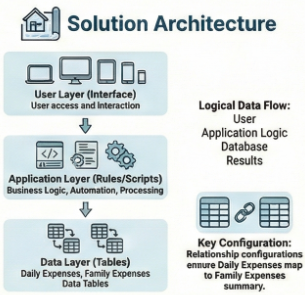 Solution Architecture
User Layer (Interface)
User access and Interaction
Application Layer (Rules/Scripts)
Business Logic, Automation, Processing
Data Layer (Tables)
Daily Expenses, Family Expenses
Data Tables
Logical Data Flow:
User
Application Logic
Database
Results
Key Configuration:
Relationship configurations
ensure Daily Expenses map
to Family Expenses
summary.